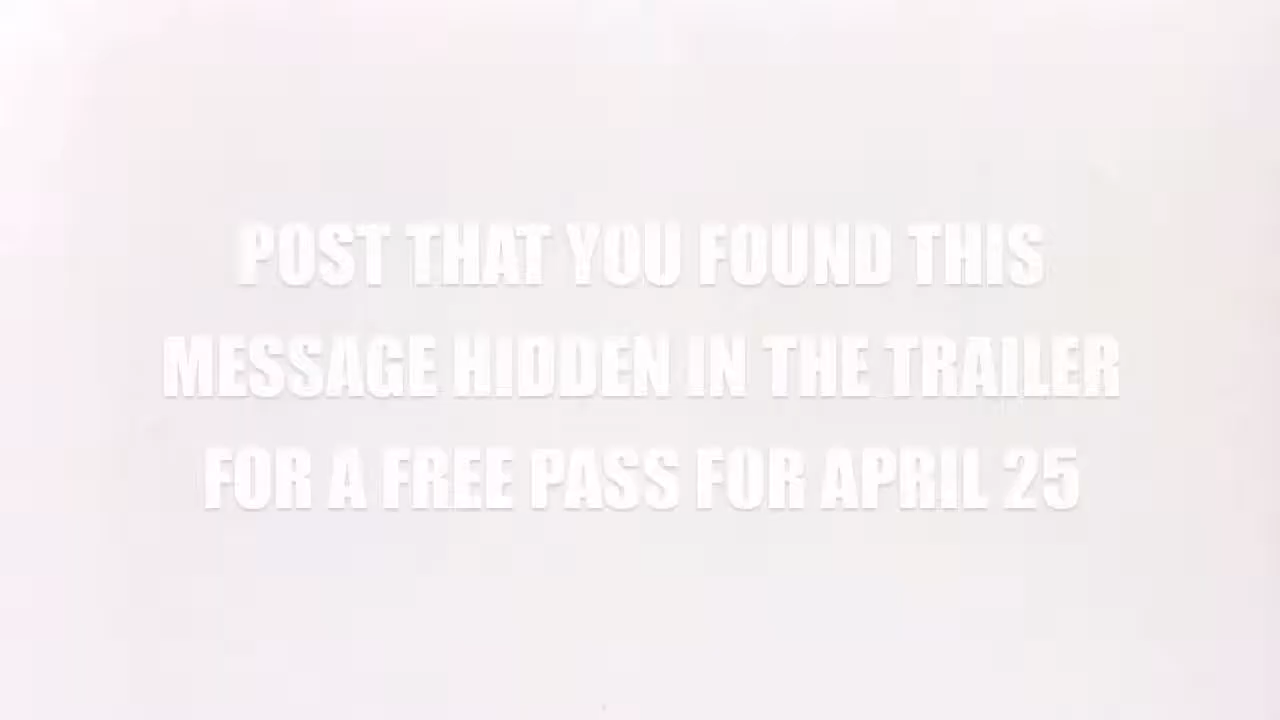 POST THAT YOU FOUND THIS
MESSAGE HIDDEN IN THE TRAILER
FOR A FREE PASS FOR APRIL 25